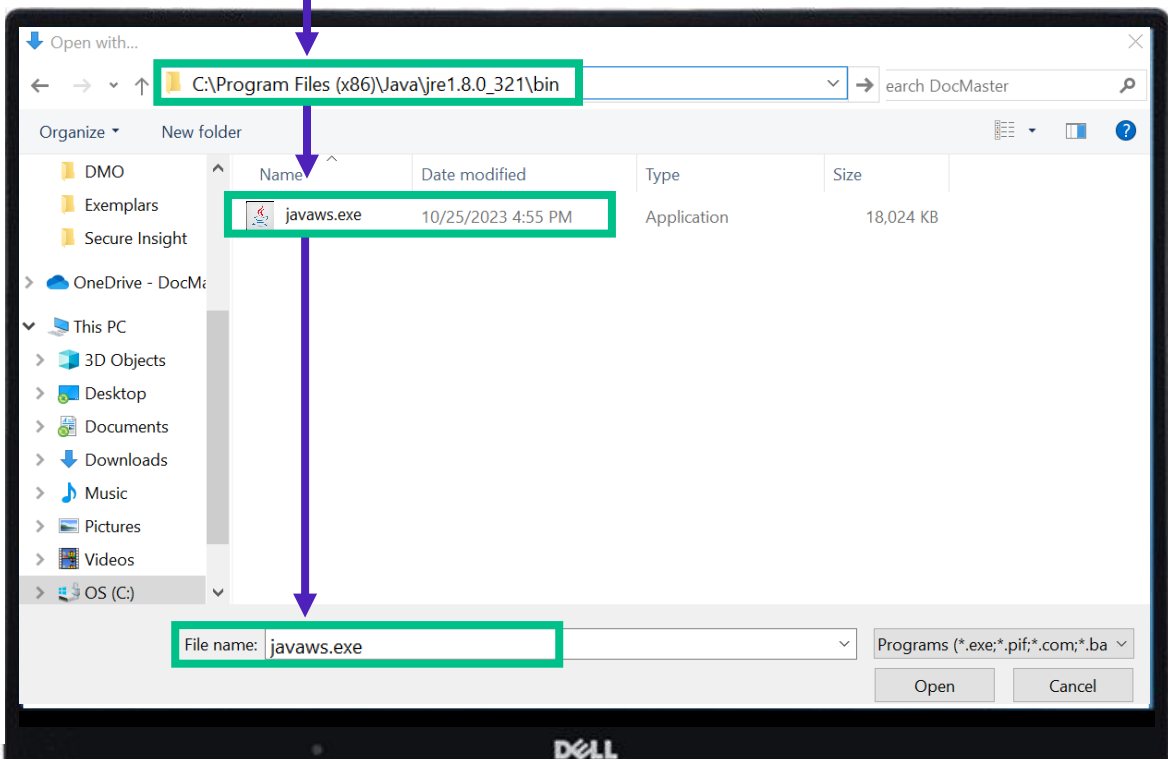 Open with...
C:\Program Files (x86)\Java\jre1.8.0_321\bin
earch DocMaster
Organize
New folder
?
Name
Date modified
Type
Size
javaws.exe
10/25/2023 4:55 PM
Application
18,024 KB
DMO
Exemplars
Secure Insight
OneDrive - DocMa
This PC
3D Objects
Desktop
Documents
Downloads
Music
Pictures
Videos
OS (C:)
File name: javaws.exe
Programs (*.exe;*.pif;*.com;*.ba
Open
Cancel
DELL